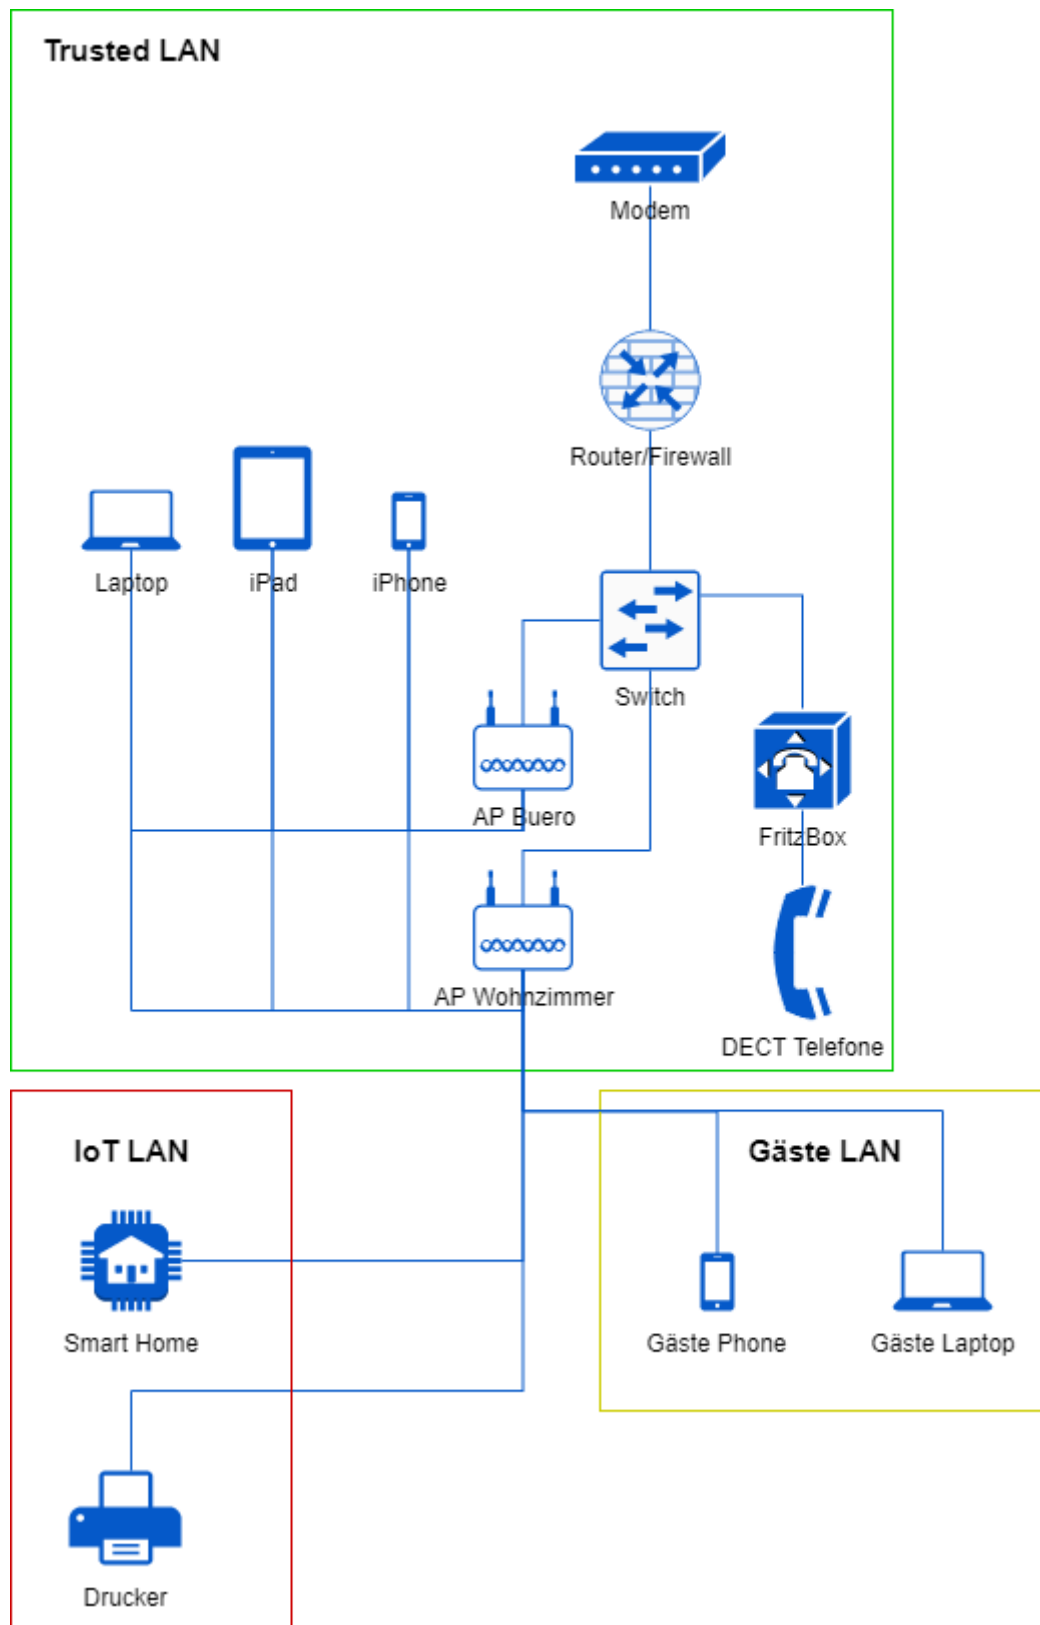 Trusted LAN
Modem
Router/Firewall
Laptop
iPad
iPhone
Switch
AP Buero
FritzBox
AP Wohnzimmer
DECT Telefone
IoT LAN
Gäste LAN
Smart Home
Gäste Phone
Gäste Laptop
Drucker